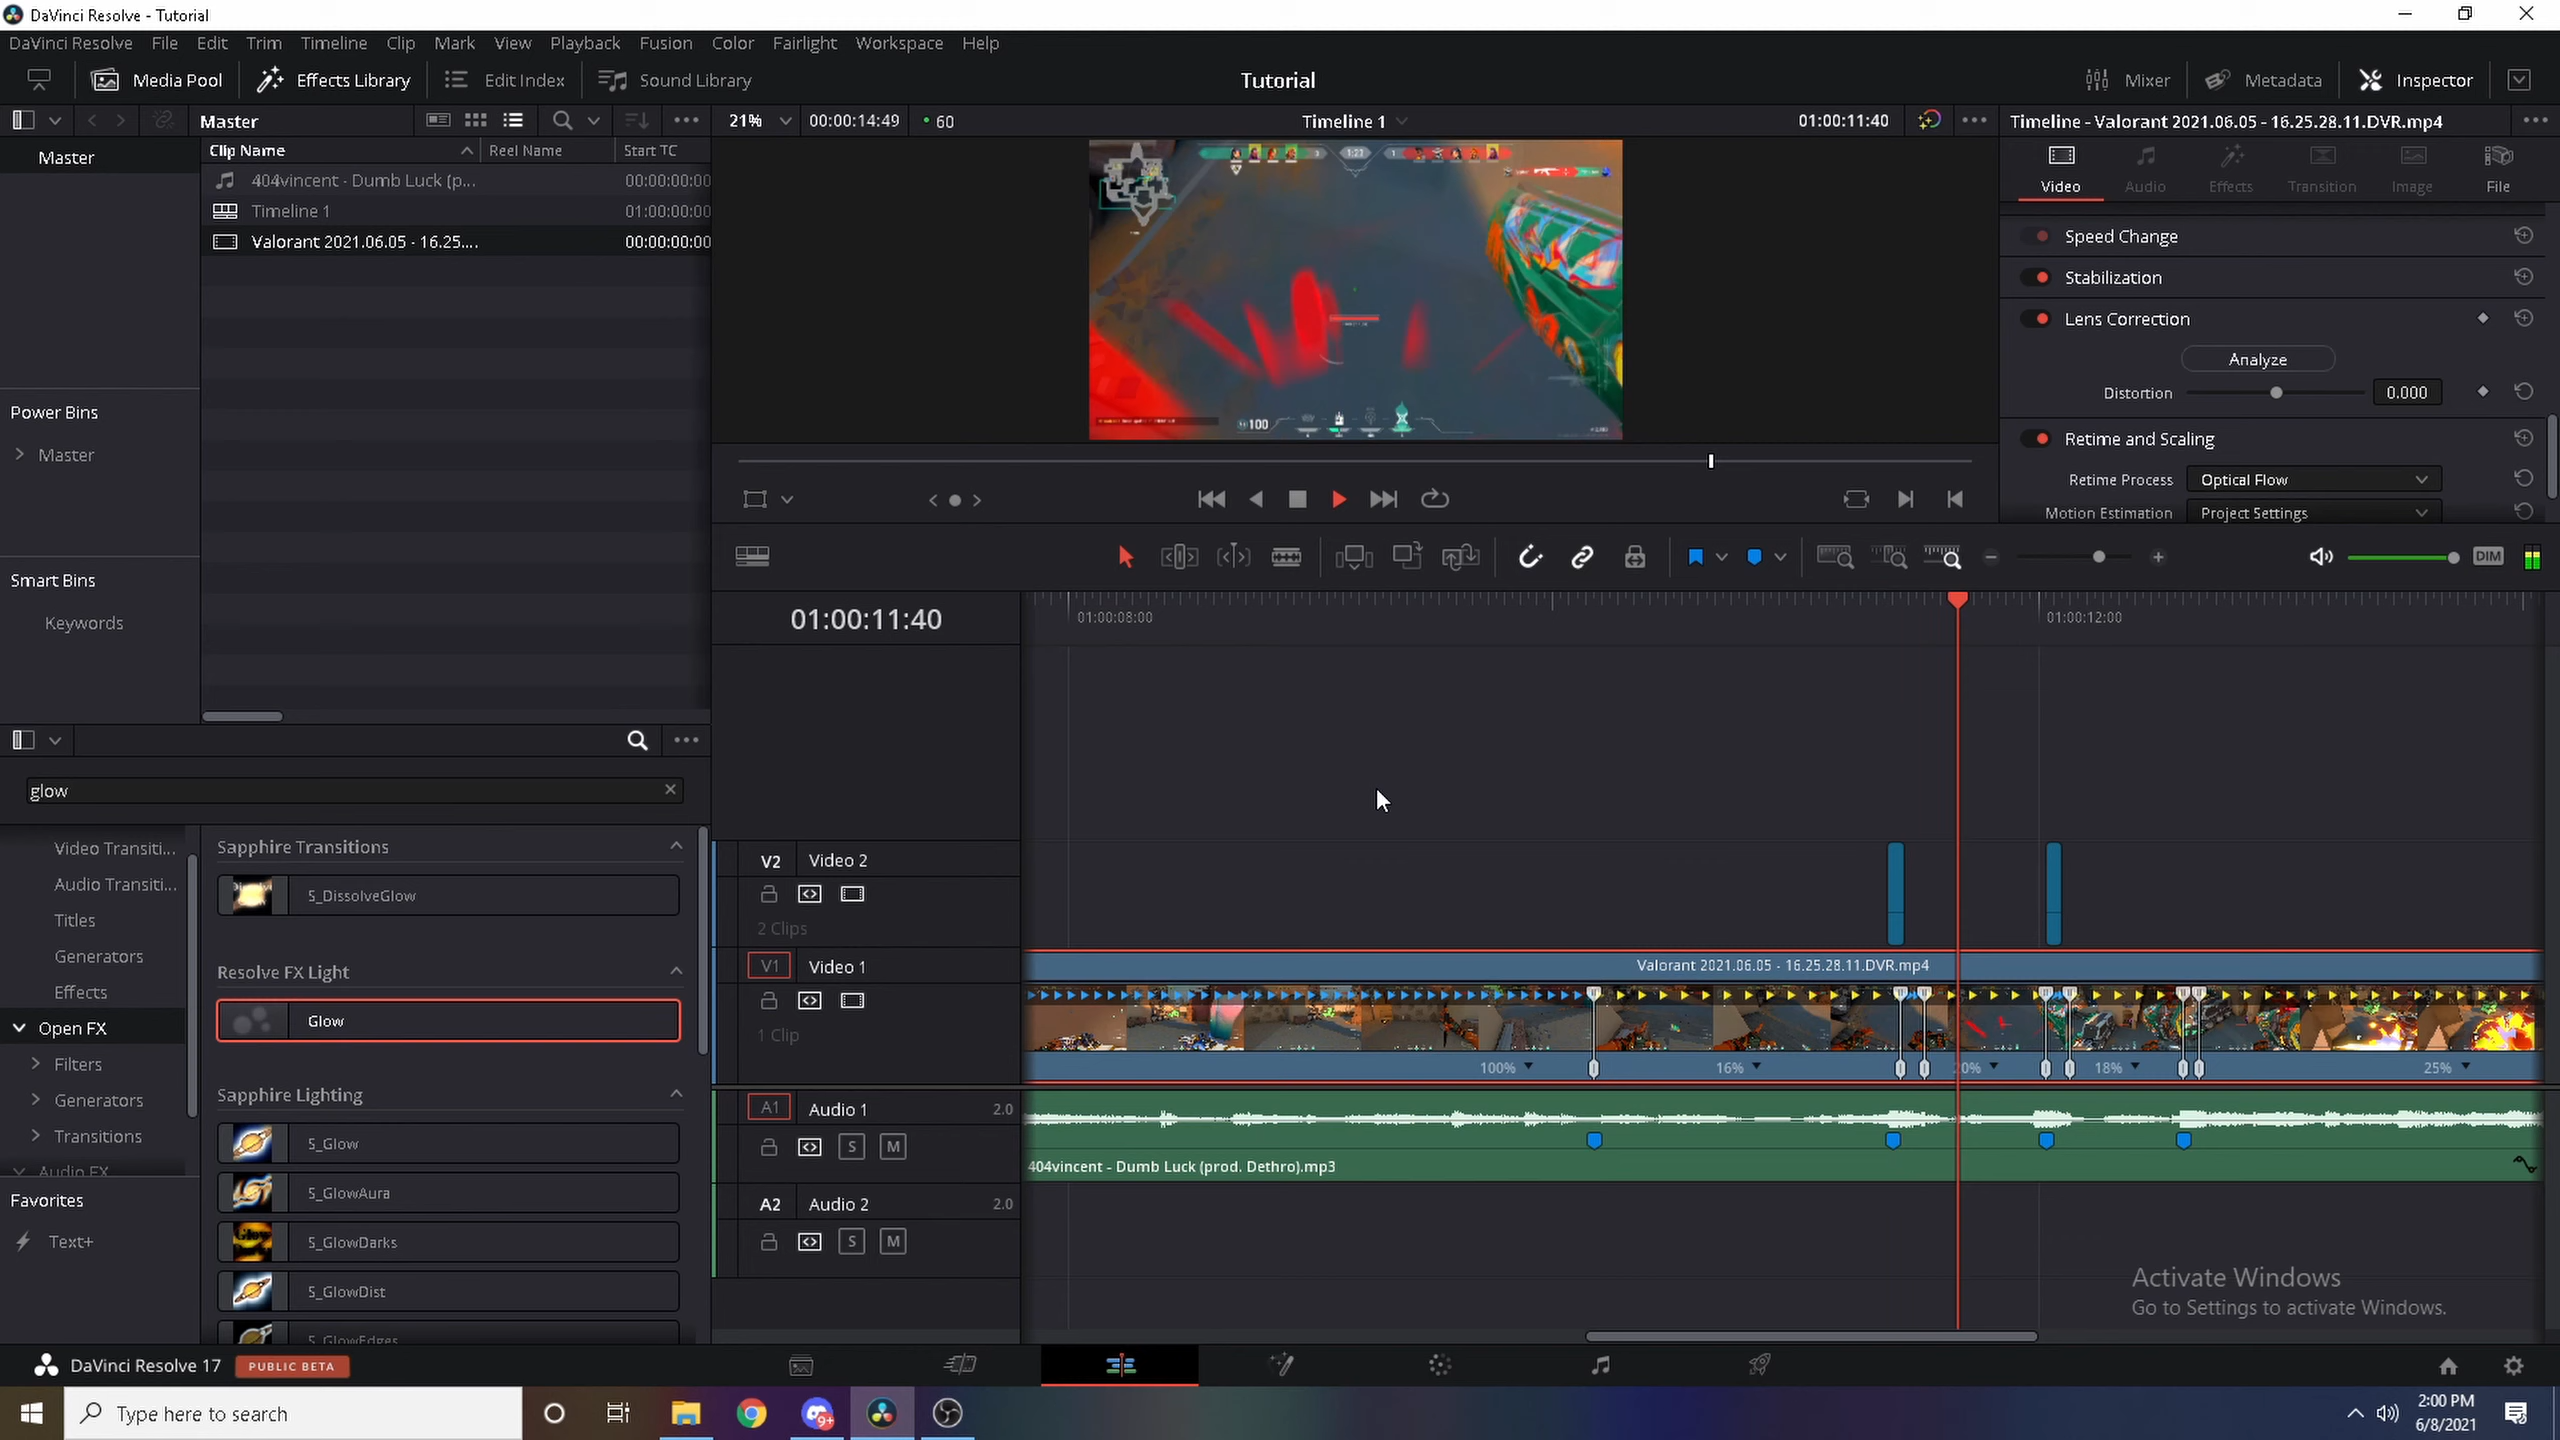 DaVinci Resolve - Tutorial
DaVinci Resolve File Edit Trim Timeline Clip Mark View Playback Fusion Color Fairlight Workspace Help
Media Pool Effects Library Edit Index Sound Library Tutorial Mixer Metadata Inspector
Master 21% 00:00:14:49 60 Timeline 1 01:00:11:40 Timeline - Valorant 2021.06.05 - 16.25.28.11.DVR.mp4
Master Clip Name Reel Name Start TC
404vincent - Dumb Luck (p... 00:00:00:00
Timeline 1 01:00:00:00
Valorant 2021.06.05 - 16.25.... 00:00:00:00
Video Audio Effects Transition Image File
Speed Change
Stabilization
Lens Correction
Analyze
Distortion 0.000
Retime and Scaling
Retime Process Optical Flow
Motion Estimation Project Settings
Power Bins
Master
Smart Bins
Keywords
1:23
100
DIM
01:00:11:40 01:00:08:00 01:00:12:00
glow
Video Transiti...
Audio Transiti...
Titles
Generators
Effects
Open FX
Filters
Generators
Transitions
Audio FX
Favorites
Text+
Sapphire Transitions
S_DissolveGlow
Resolve FX Light
Glow
Sapphire Lighting
S_Glow
S_GlowAura
S_GlowDarks
S_GlowDist
S_GlowEdges
V2 Video 2
2 Clips
V1 Video 1 Valorant 2021.06.05 - 16.25.28.11.DVR.mp4
1 Clip
100% 16% 20% 18% 25%
A1 Audio 1 2.0
S M
404vincent - Dumb Luck (prod. Dethro).mp3
A2 Audio 2 2.0
S M
Activate Windows
Go to Settings to activate Windows.
DaVinci Resolve 17 PUBLIC BETA
Type here to search
9+
2:00 PM
6/8/2021